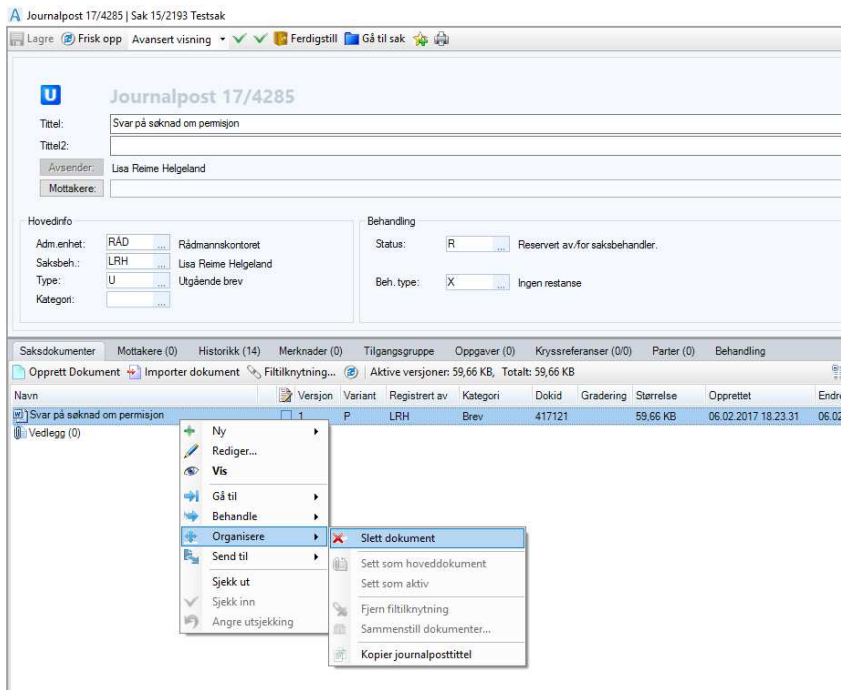 Journalpost 17/4285 | Sak 15/2193 Testsak
Lagre Frisk opp Avansert visning Ferdigstill Gå til sak
U Journalpost 17/4285
Tittel: Svar på søknad om permisjon
Tittel2:
Avsender: Lisa Reime Helgeland
Mottakere:
Hovedinfo
Adm.enhet: RÅD ... Rådmannskontoret
Saksbeh.: LRH ... Lisa Reime Helgeland
Type: U ... Utgående brev
Kategori: ...
Behandling
Status: R ... Reservert av/for saksbehandler.
Beh. type: X ... Ingen restanse
Saksdokumenter Mottakere (0) Historikk (14) Merknader (0) Tilgangsgruppe Oppgaver (0) Kryssreferanser (0/0) Parter (0) Behandling
Opprett Dokument Importer dokument Filtilknytning... Aktive versjoner: 59,66 KB, Totalt: 59,66 KB
Navn Versjon Variant Registrert av Kategori Dokid Gradering Størrelse Opprettet Endre
Svar på søknad om permisjon 1 P LRH Brev 417121 59,66 KB 06.02.2017 18.23.31 06.02
Vedlegg (0)
Ny
Rediger...
Vis
Gå til
Behandle
Organisere
Send til
Sjekk ut
Sjekk inn
Angre utsjekking
Slett dokument
Sett som hoveddokument
Sett som aktiv
Fjern filtilknytning
Sammenstill dokumenter...
Kopier journalposttittel